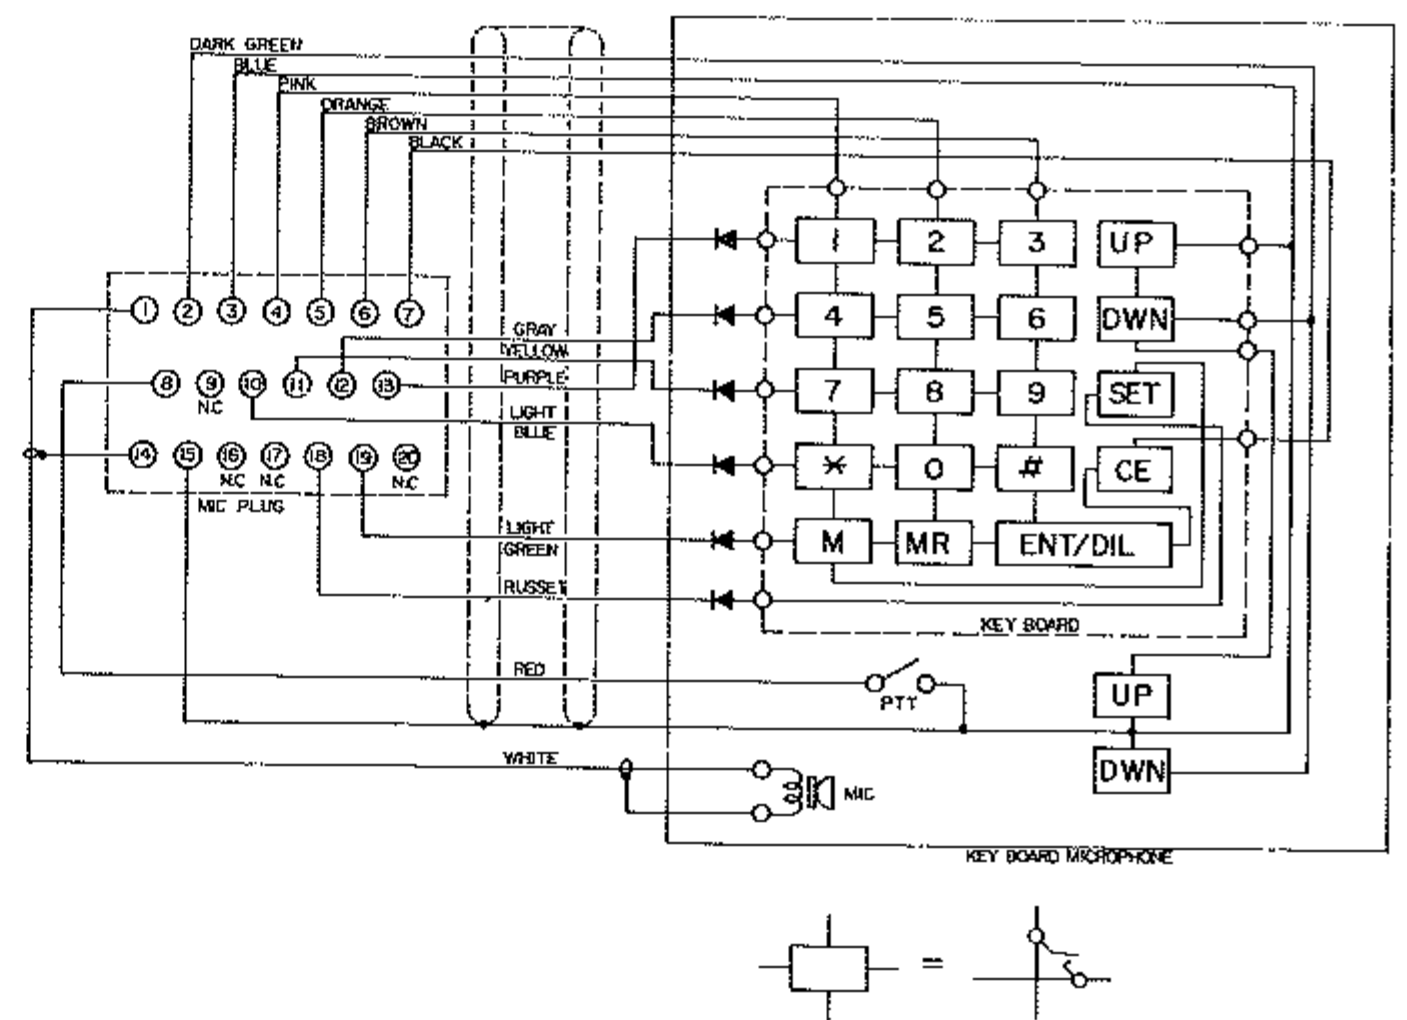 DARK GREEN
BLUE
PINK
ORANGE
BROWN
BLACK
1 2 3 UP
1 2 3 4 5 6 7
4 5 6 DWN
GRAY
YELLOW
PURPLE
8 9 10 11 12 13
N.C
7 8 9 SET
LIGHT
BLUE
14 15 16 17 18 19 20
N.C N.C N.C
* 0 # CE
MIC PLUG
LIGHT
GREEN
M MR ENT/DIL
RUSSET
KEY BOARD
RED
PTT
UP
WHITE
DWN
MIC
KEY BOARD MICROPHONE
=